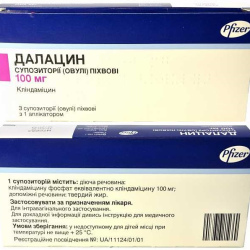 Pfizer
ДАЛАЦИН
СУПОЗИТОРІЇ (ОВУЛІ) ПІХВОВІ
100 мг
Кліндаміцин
3 супозиторії (овулі) піхвові
з 1 аплікатором
Pfizer
1 супозиторій містить: діюча речовина:
кліндаміцину фосфат еквівалентно кліндаміцину 100 мг;
допоміжні речовини: твердий жир.
Застосовувати за призначенням лікаря.
Для інтравагінального застосування.
Для докладної інформації дивись інструкцію для медичного
застосування.
Зберігати у недоступному для дітей місці при
температурі не вище + 25 °C.
Реєстраційне посвідчення №: UA/11124/01/01